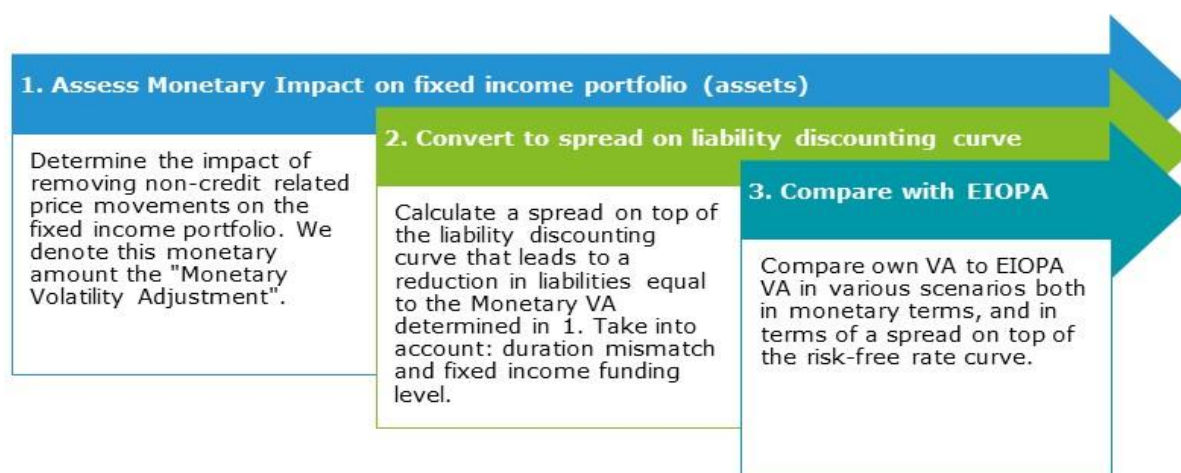 1. Assess Monetary Impact on fixed income portfolio (assets)
Determine the impact of
removing non-credit related
price movements on the
fixed income portfolio. We
denote this monetary
amount the "Monetary
Volatility Adjustment".
2. Convert to spread on liability discounting curve
Calculate a spread on top of
the liability discounting
curve that leads to a
reduction in liabilities equal
to the Monetary VA
determined in 1. Take into
account: duration mismatch
and fixed income funding
level.
3. Compare with EIOPA
Compare own VA to EIOPA
VA in various scenarios both
in monetary terms, and in
terms of a spread on top of
the risk-free rate curve.